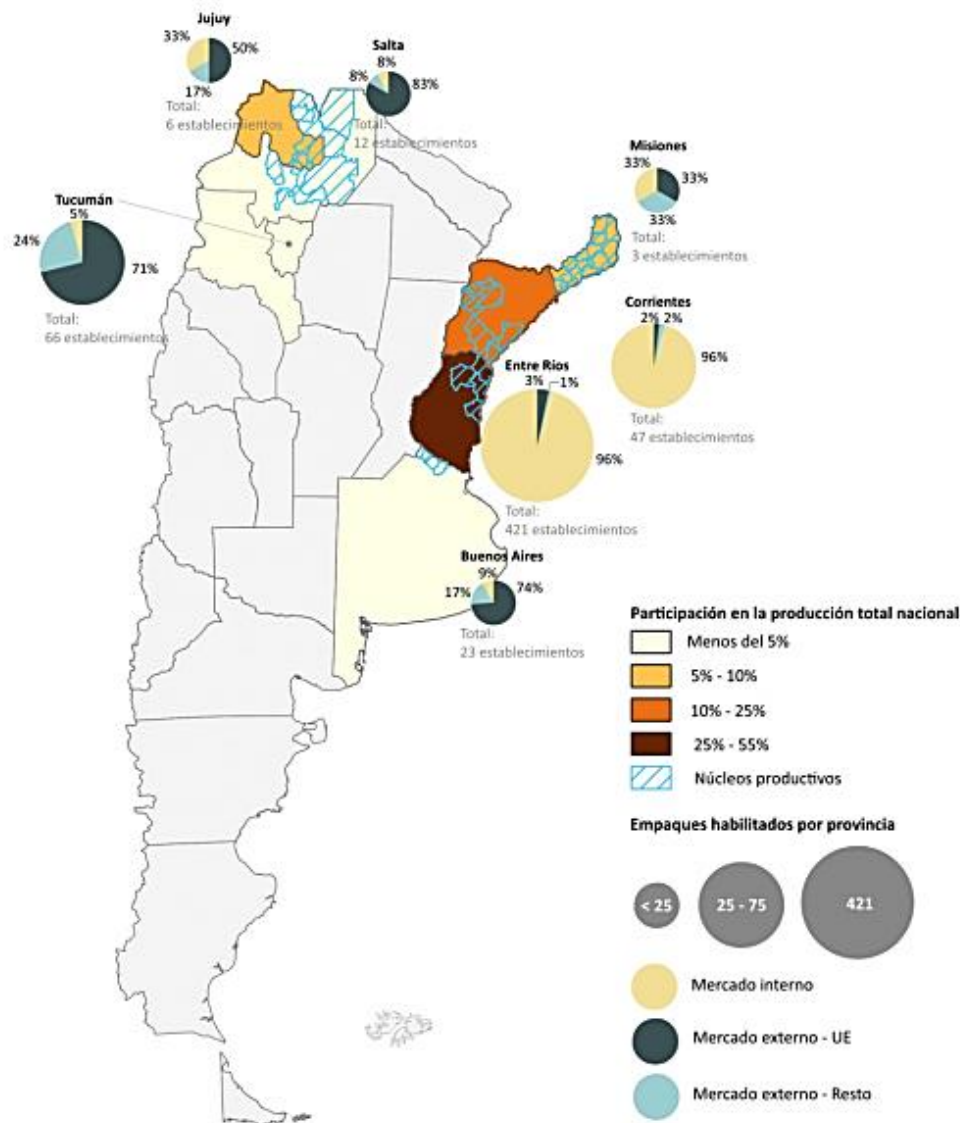 Jujuy
33%
50%
17%
Total:
6 establecimientos
Salta
8%
8%
83%
Total:
12 establecimientos
Misiones
33%
33%
33%
Total:
3 establecimientos
Tucumán
5%
24%
71%
Total:
66 establecimientos
Corrientes
2%
2%
96%
Total:
47 establecimientos
Entre Ríos
3%
1%
96%
Total:
421 establecimientos
Buenos Aires
9%
17%
74%
Total:
23 establecimientos
Participación en la producción total nacional
Menos del 5%
5% - 10%
10% - 25%
25% - 55%
Núcleos productivos
Empaques habilitados por provincia
< 25
25 - 75
421
Mercado interno
Mercado externo - UE
Mercado externo - Resto